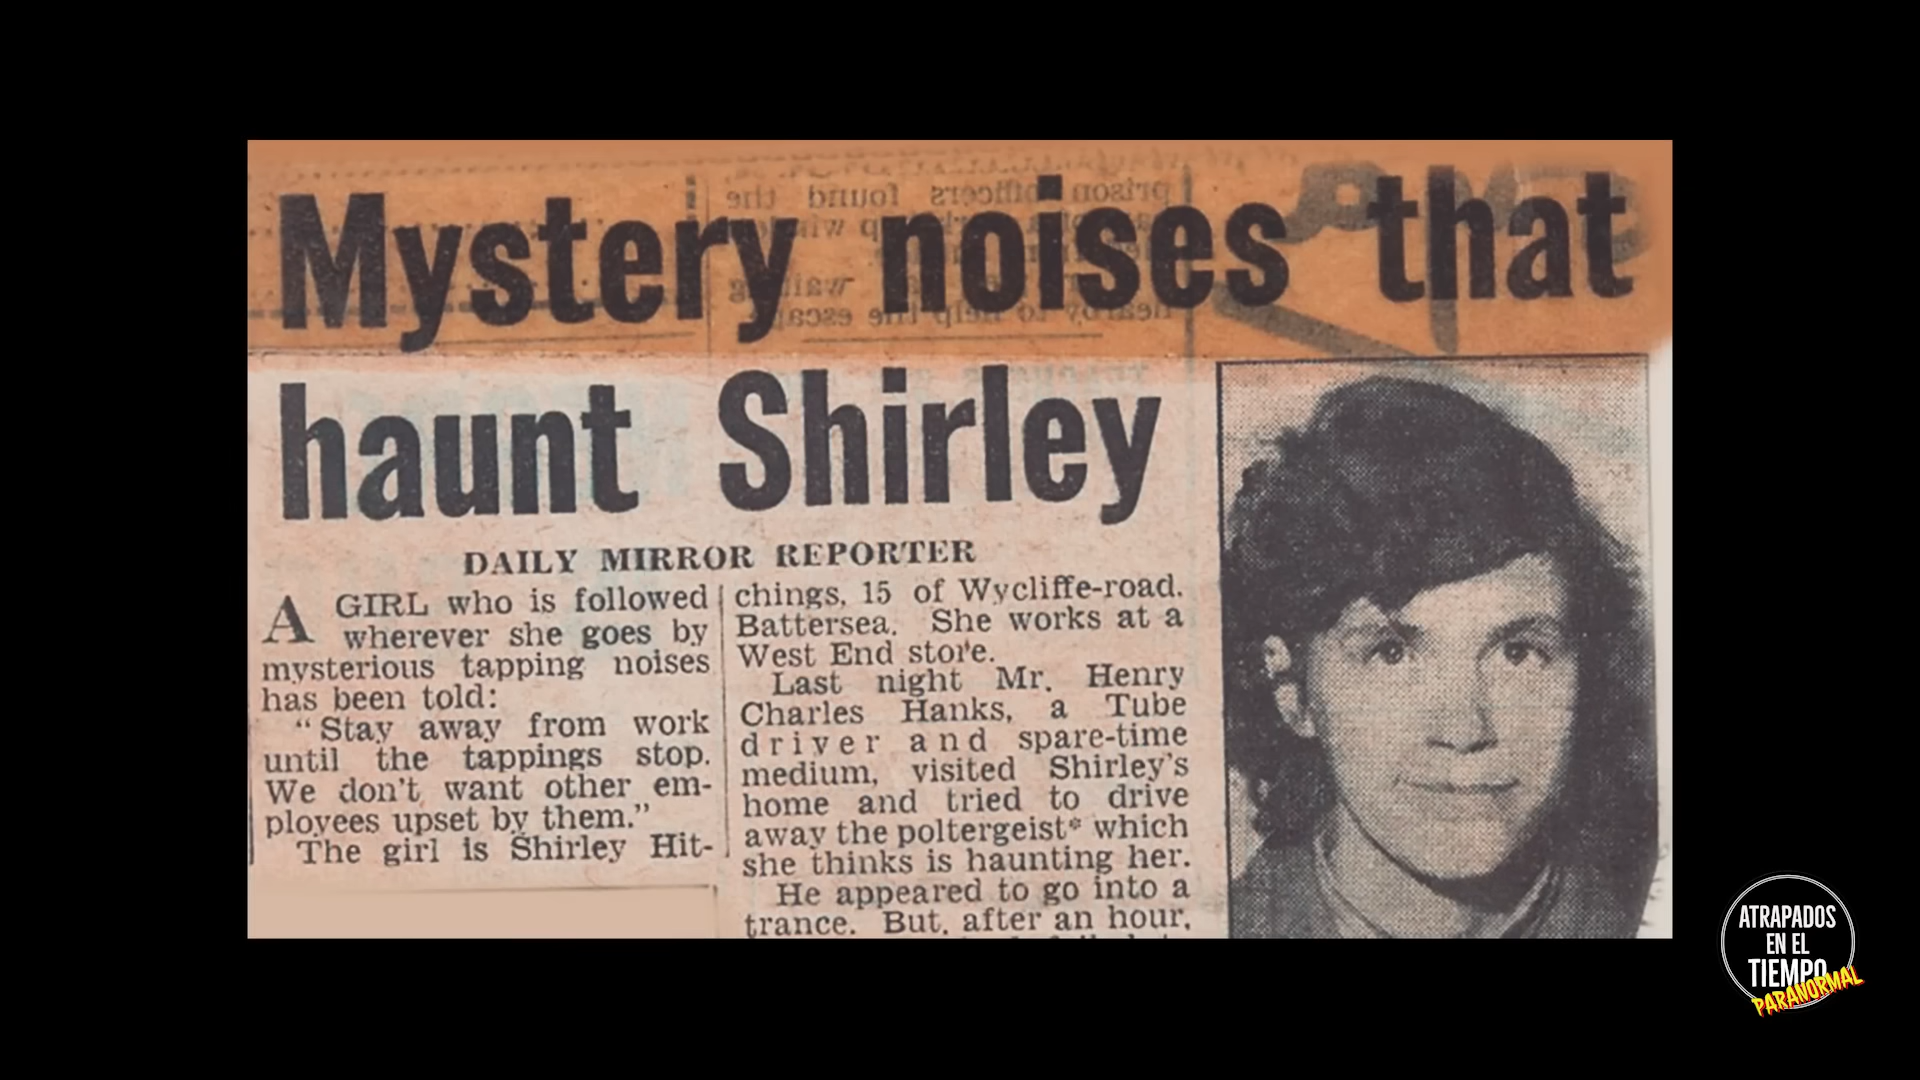 Mystery noises that
haunt Shirley
DAILY MIRROR REPORTER
A GIRL who is followed
wherever she goes by
mysterious tapping noises
has been told:
“Stay away from work
until the tappings stop.
We don't want other em-
ployees upset by them.”
The girl is Shirley Hit-
chings, 15 of Wycliffe-road,
Battersea. She works at a
West End store.
Last night Mr. Henry
Charles Hanks, a Tube
driver and spare-time
medium, visited Shirley's
home and tried to drive
away the poltergeist* which
she thinks is haunting her.
He appeared to go into a
trance. But, after an hour,
ATRAPADOS
EN EL
TIEMPO
PARANORMAL